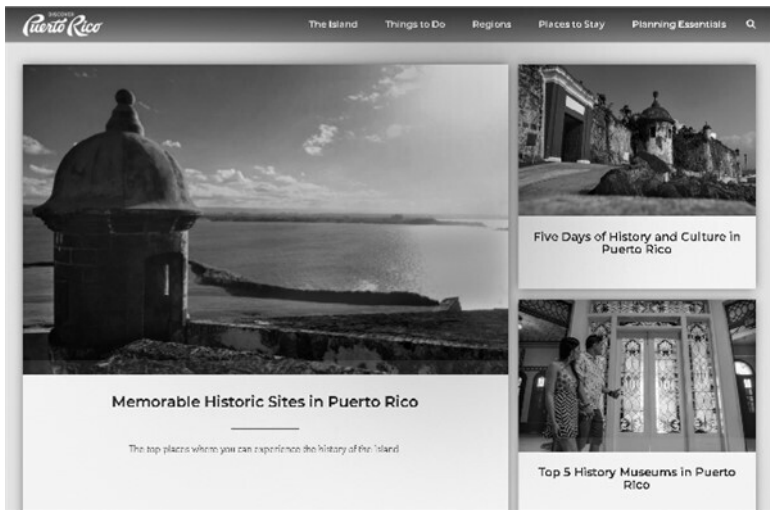 DISCOVER
Puerto Rico
The Island Things to Do Regions Places to Stay Planning Essentials
Memorable Historic Sites in Puerto Rico
The top places where you can experience the history of the Island
Five Days of History and Culture in
Puerto Rico
Top 5 History Museums in Puerto
Rico